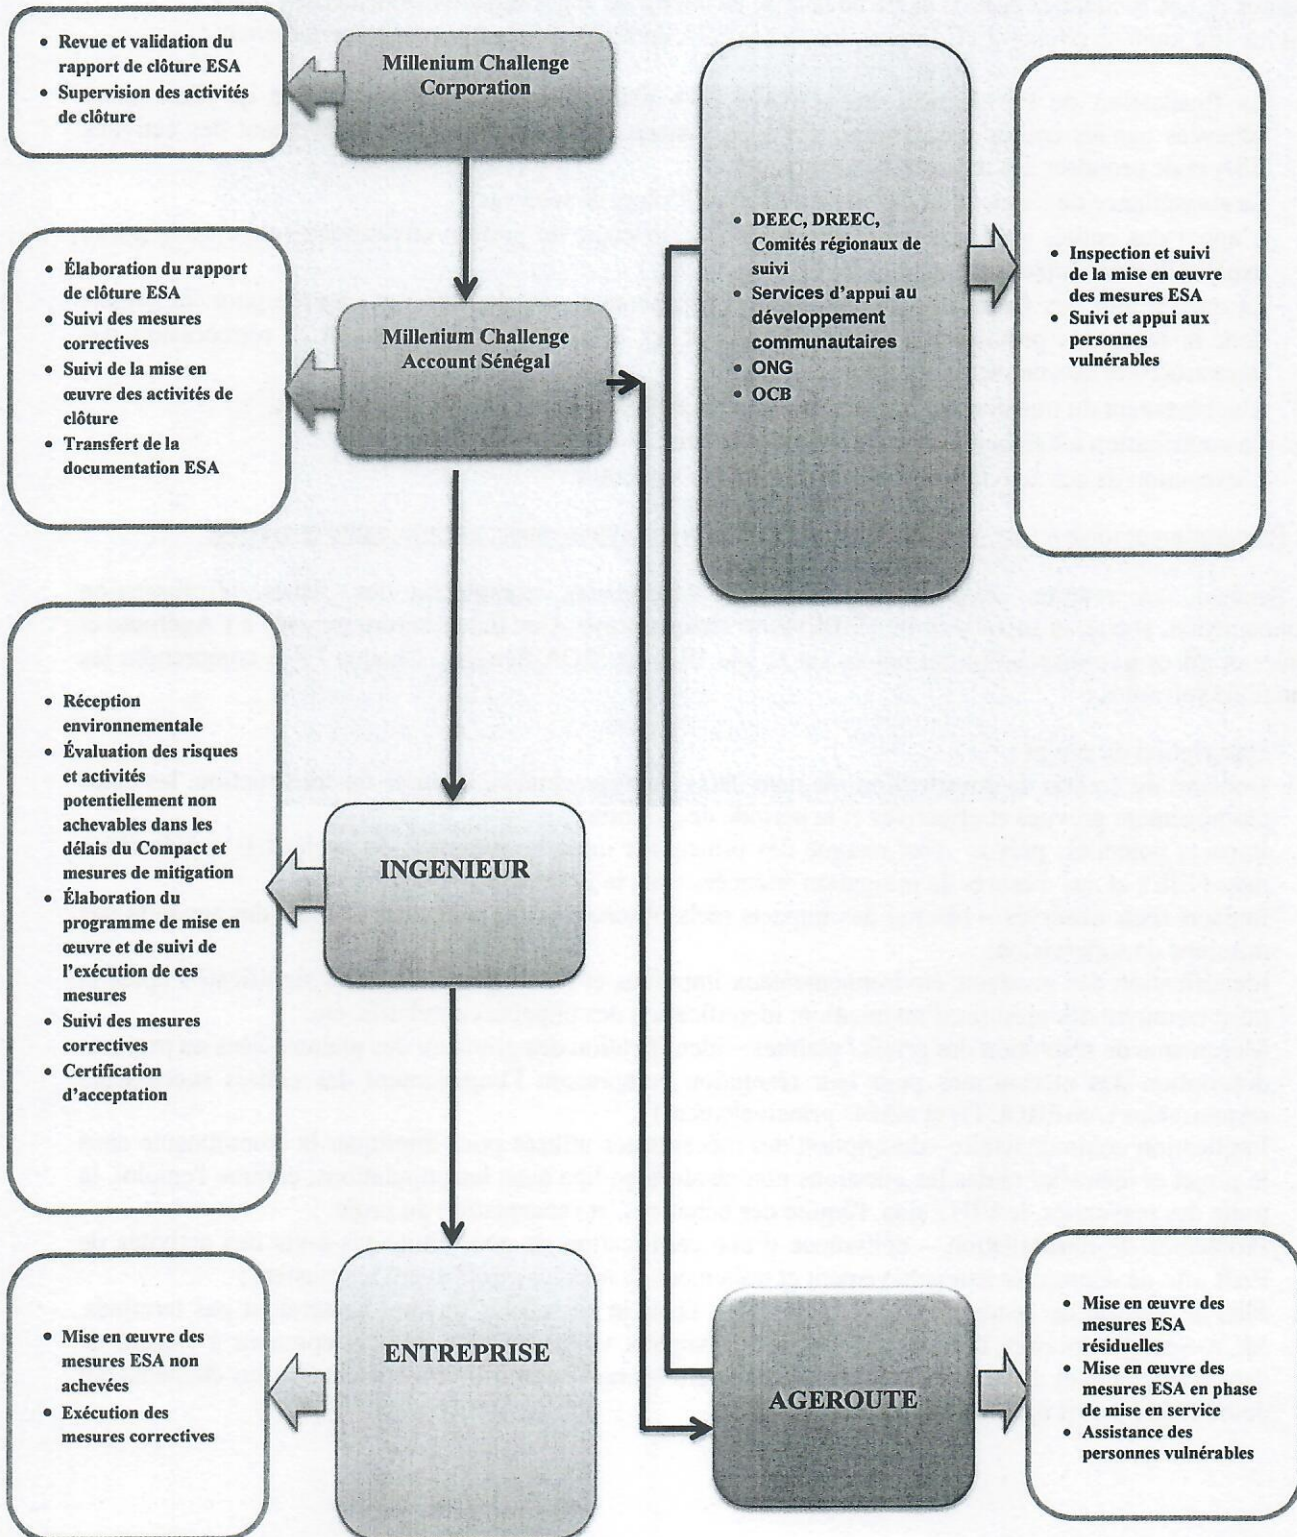 • Revue et validation du
rapport de clôture ESA
• Supervision des activités
de clôture
Millenium Challenge
Corporation
• Élaboration du rapport
de clôture ESA
• Suivi des mesures
correctives
• Suivi de la mise en
œuvre des activités de
clôture
• Transfert de la
documentation ESA
Millenium Challenge
Account Sénégal
• DEEC, DREEC,
Comités régionaux de
suivi
• Services d'appui au
développement
communautaires
• ONG
• OCB
• Inspection et suivi
de la mise en œuvre
des mesures ESA
• Suivi et appui aux
personnes
vulnérables
• Réception
environnementale
• Évaluation des risques
et activités
potentiellement non
achevables dans les
délais du Compact et
mesures de mitigation
• Élaboration du
programme de mise en
œuvre et de suivi de
l'exécution de ces
mesures
• Suivi des mesures
correctives
• Certification
d'acceptation
INGENIEUR
• Mise en œuvre des
mesures ESA non
achevées
• Exécution des
mesures correctives
ENTREPRISE
AGEROUTE
• Mise en œuvre des
mesures ESA
résiduelles
• Mise en œuvre des
mesures ESA en phase
de mise en service
• Assistance des
personnes vulnérables